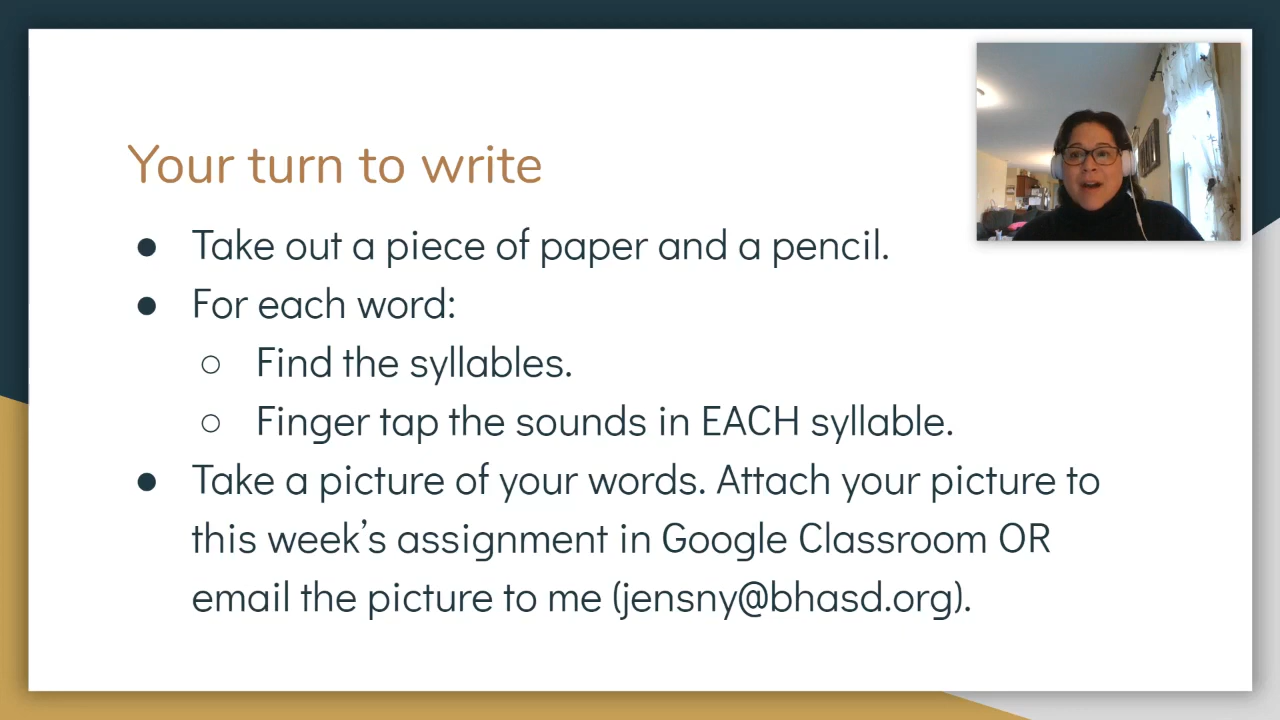 Your turn to write
● Take out a piece of paper and a pencil.
● For each word:
○ Find the syllables.
○ Finger tap the sounds in EACH syllable.
● Take a picture of your words. Attach your picture to
this week’s assignment in Google Classroom OR
email the picture to me (jensny@bhasd.org).